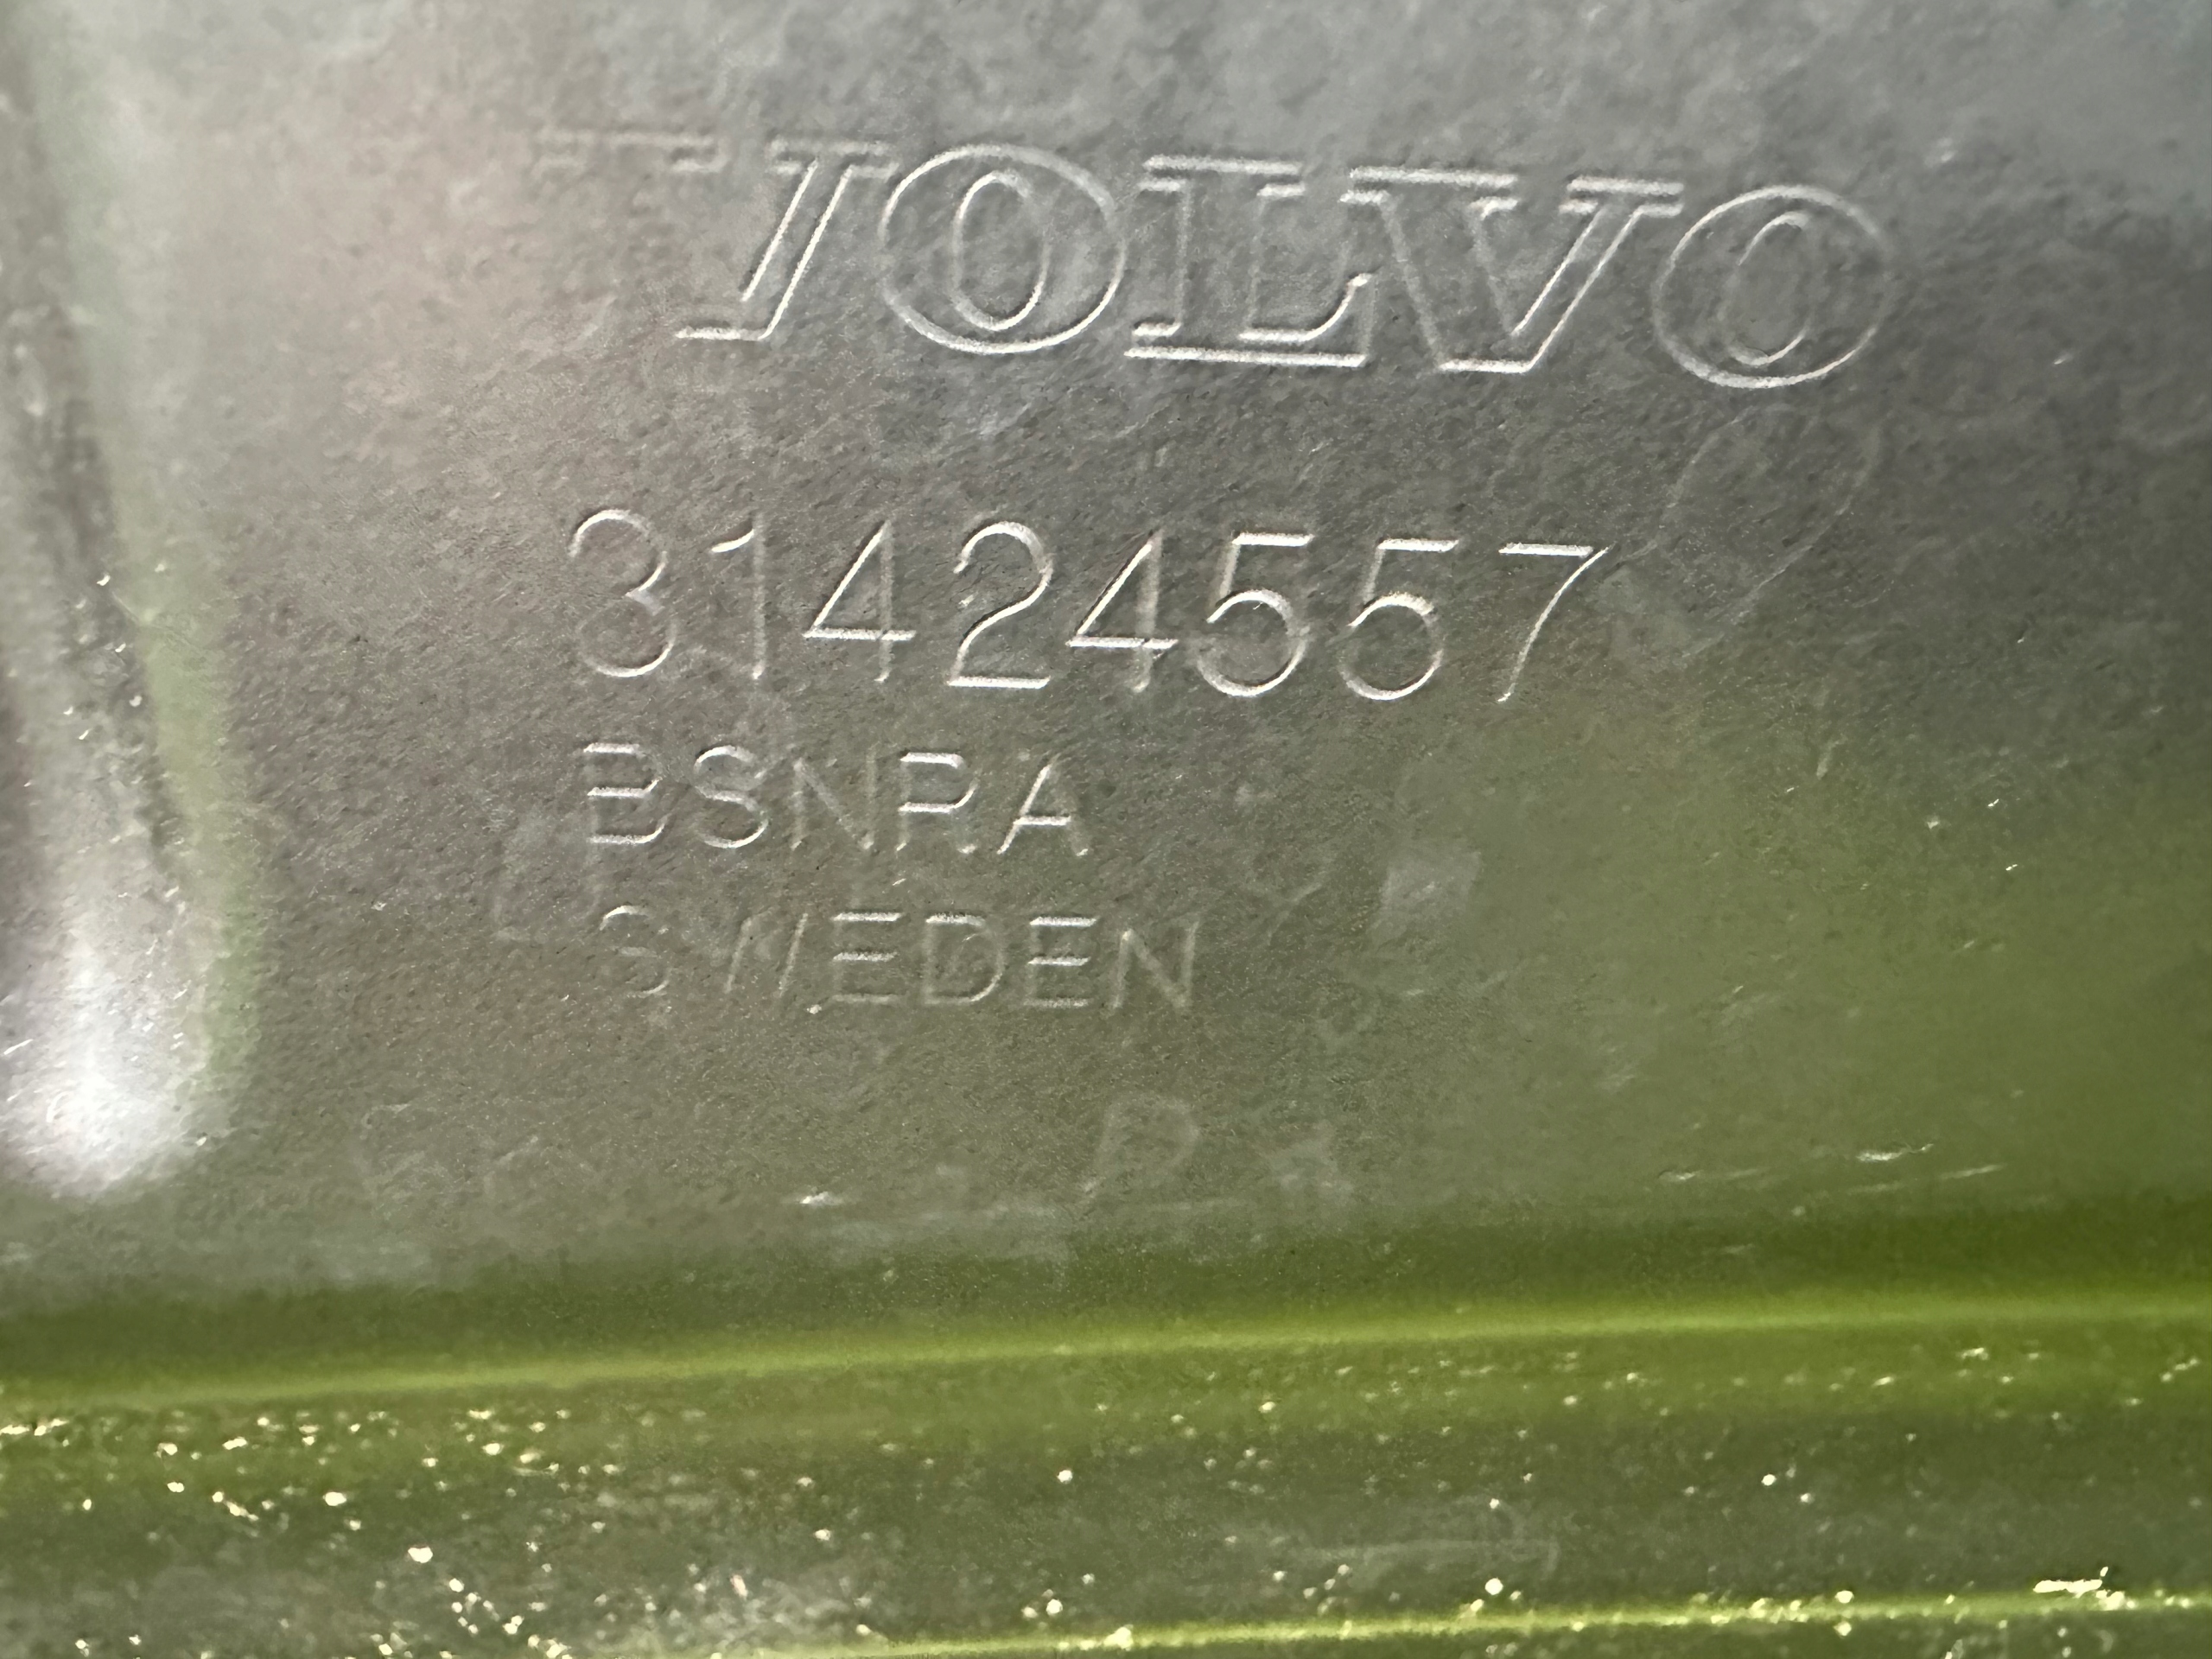 VOLVO
31424557
BSNRA
SWEDEN